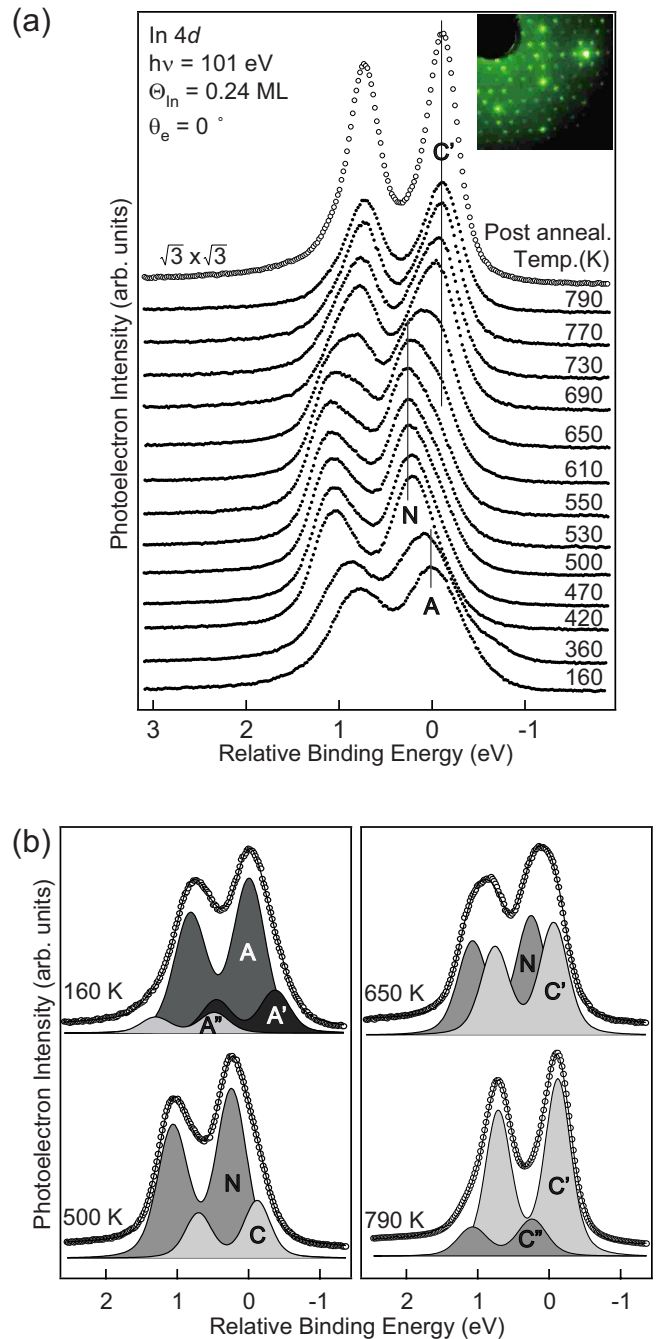 (a)
In 4d
hν = 101 eV
ΘIn = 0.24 ML
θe = 0 °
C'
√3 x √3
Post anneal.
Temp.(K)
790
770
730
690
650
610
550
530
500
470
420
360
160
N
A
Photoelectron Intensity (arb. units)
3 2 1 0 -1
Relative Binding Energy (eV)
(b)
Photoelectron Intensity (arb. units)
160 K
A
A"
A'
650 K
N
C'
500 K
N
C
790 K
C'
C"
2 1 0 -1
2 1 0 -1
Relative Binding Energy (eV)